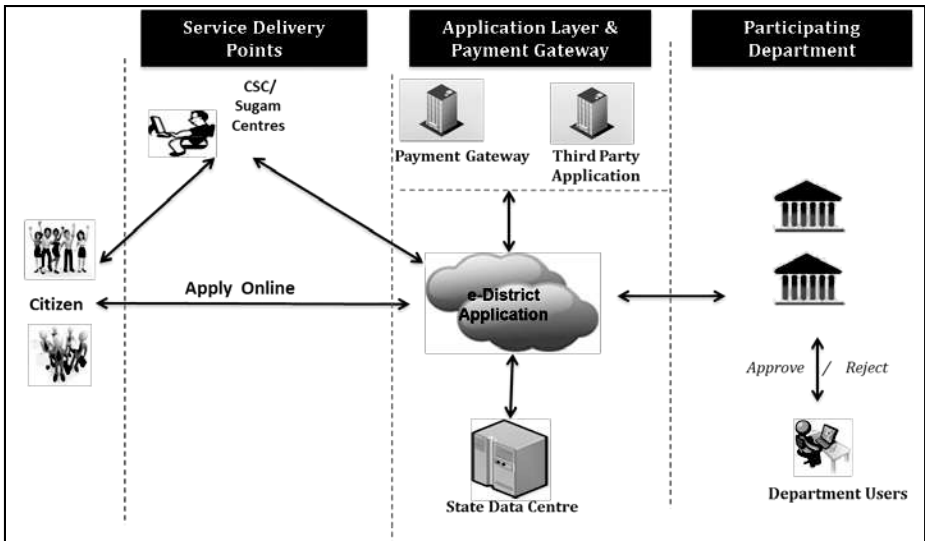 Service Delivery
Points
Application Layer &
Payment Gateway
Participating
Department
CSC/
Sugam
Centres
Payment Gateway
Third Party
Application
Citizen
Apply Online
e-District
Application
Approve / Reject
State Data Centre
Department Users